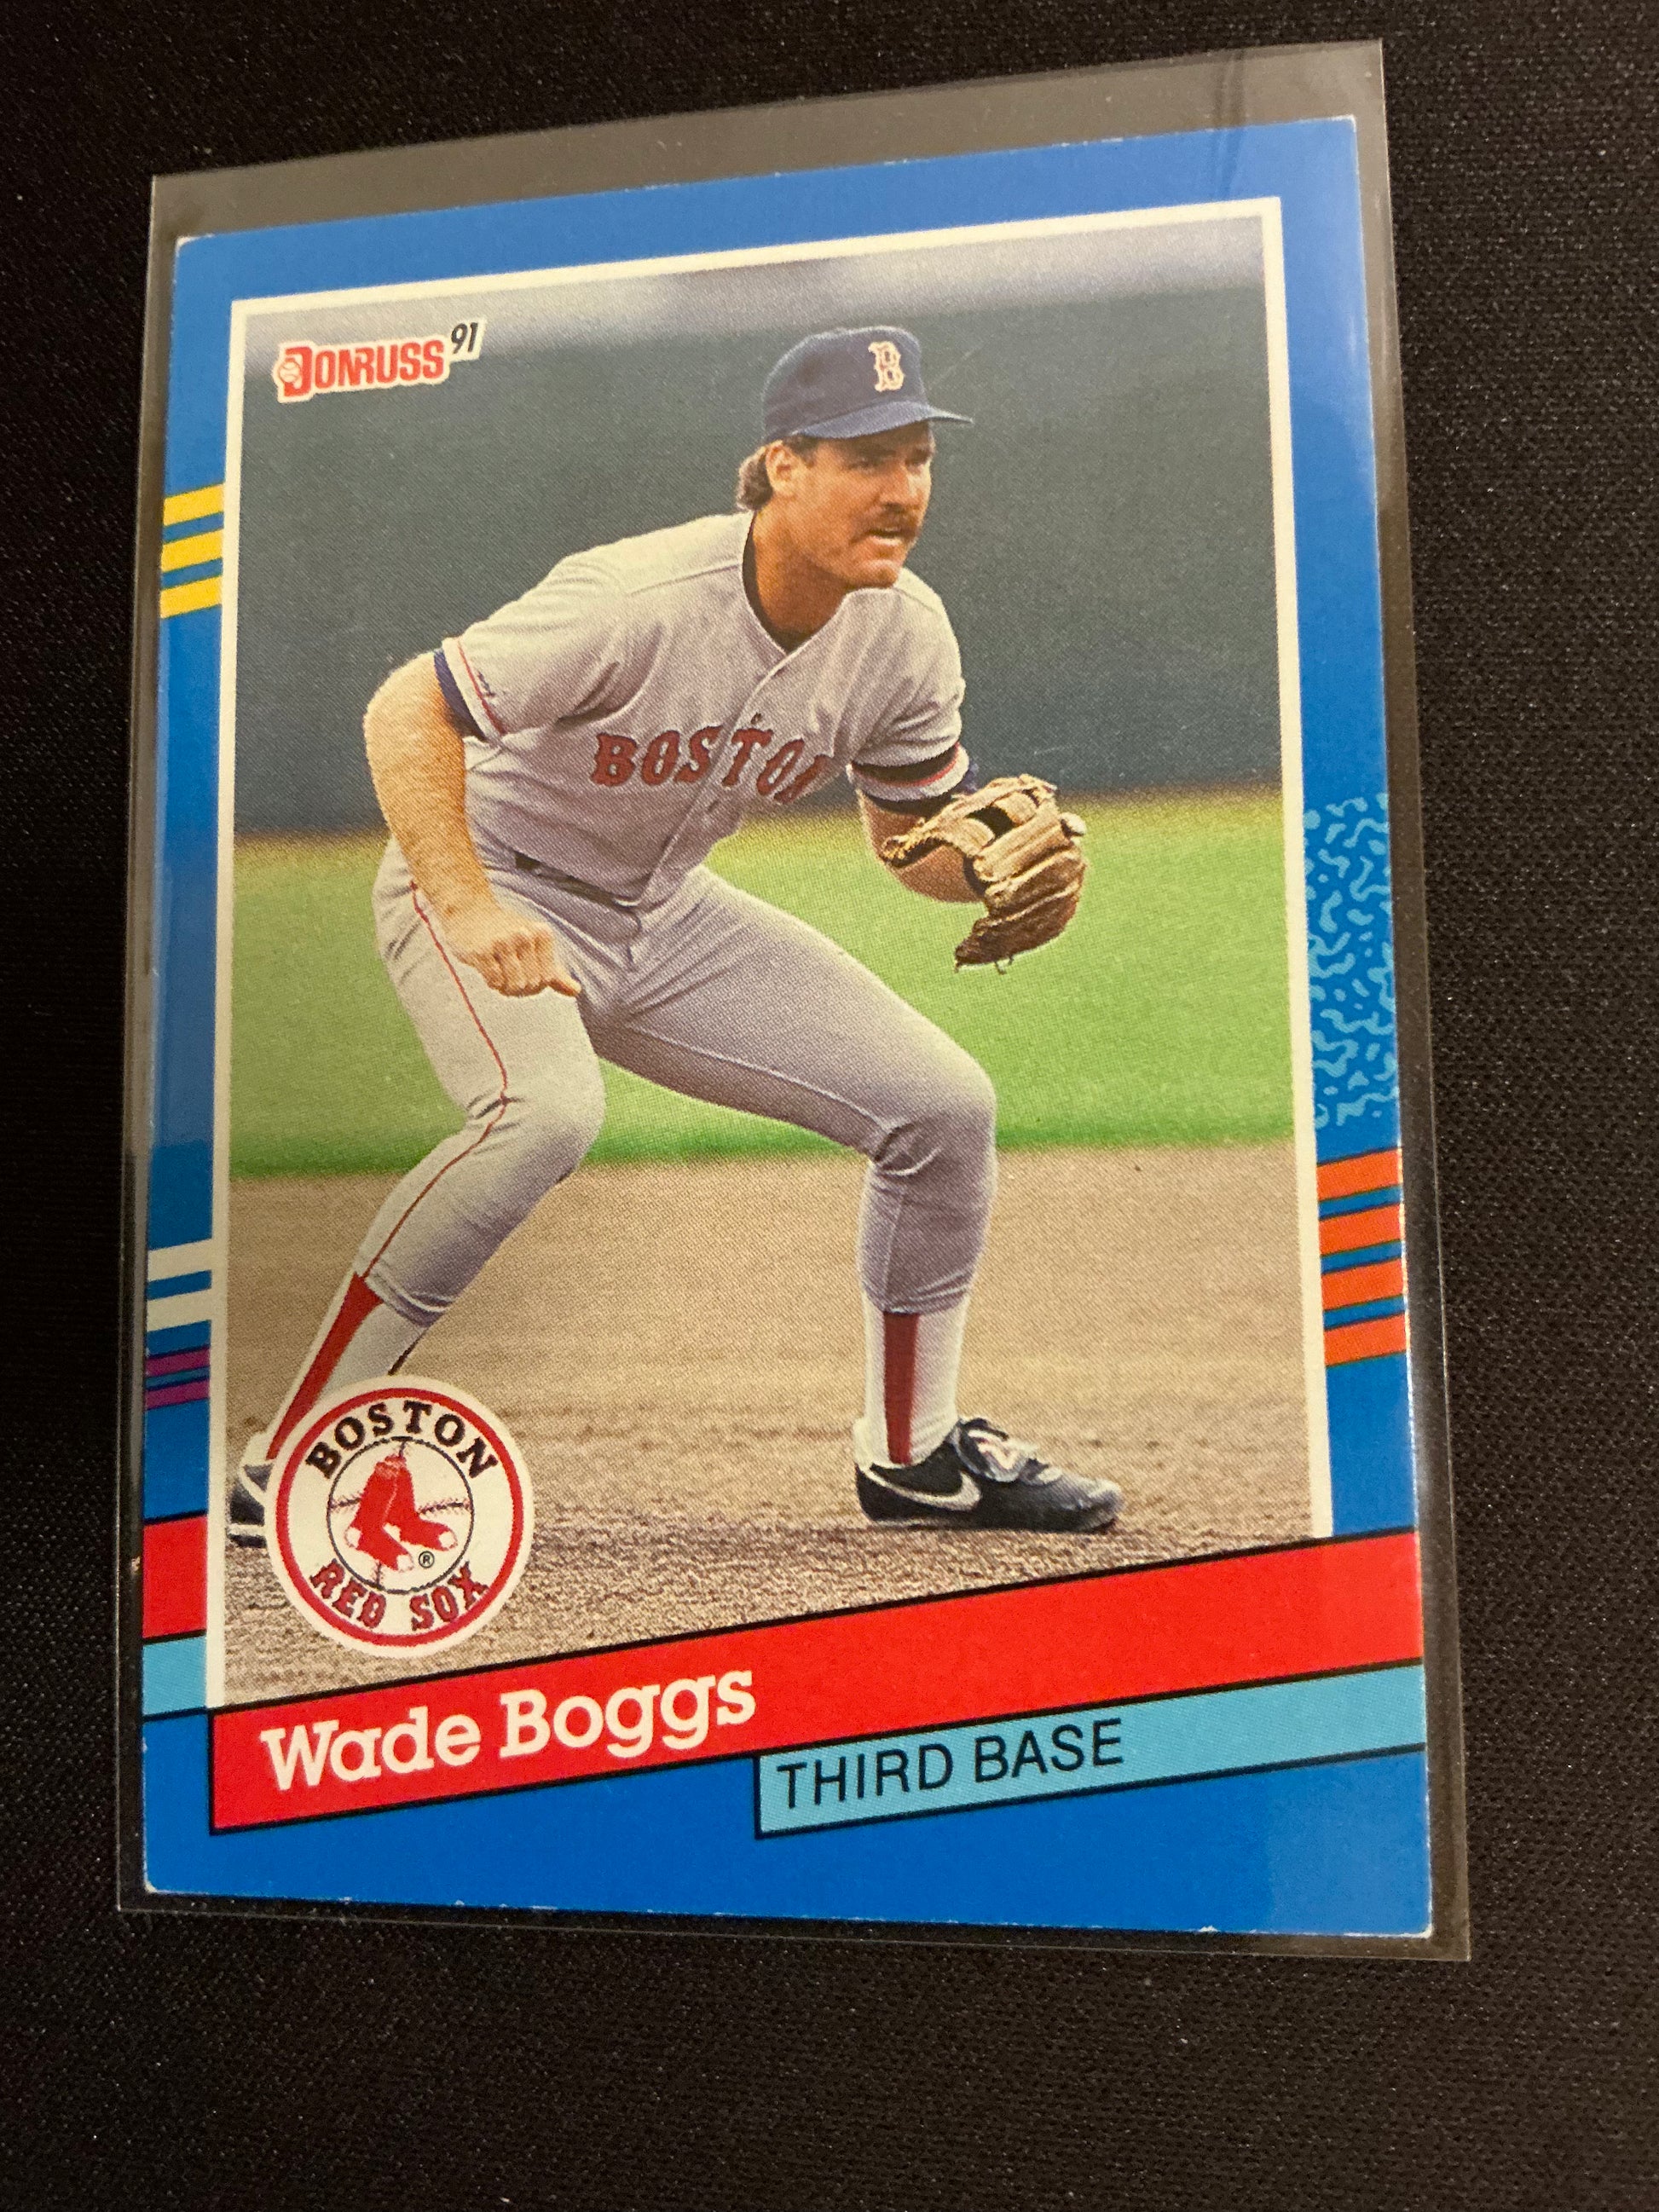 DONRUSS 91
B
BOSTON
BOSTON
RED SOX
®
Wade Boggs
THIRD BASE